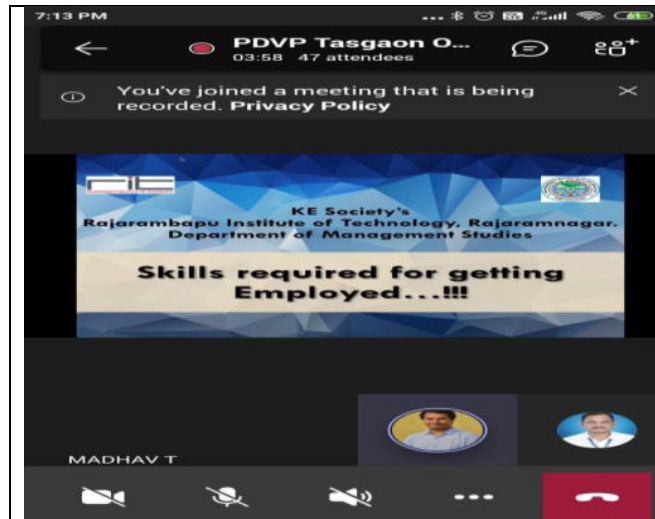 7:13 PM
PDVP Tasgaon O...
03:58 47 attendees
You've joined a meeting that is being
recorded. Privacy Policy
KE Society's
Rajarambapu Institute of Technology, Rajaramnagar.
Department of Management Studies
Skills required for getting
Employed...!!!
MADHAV T